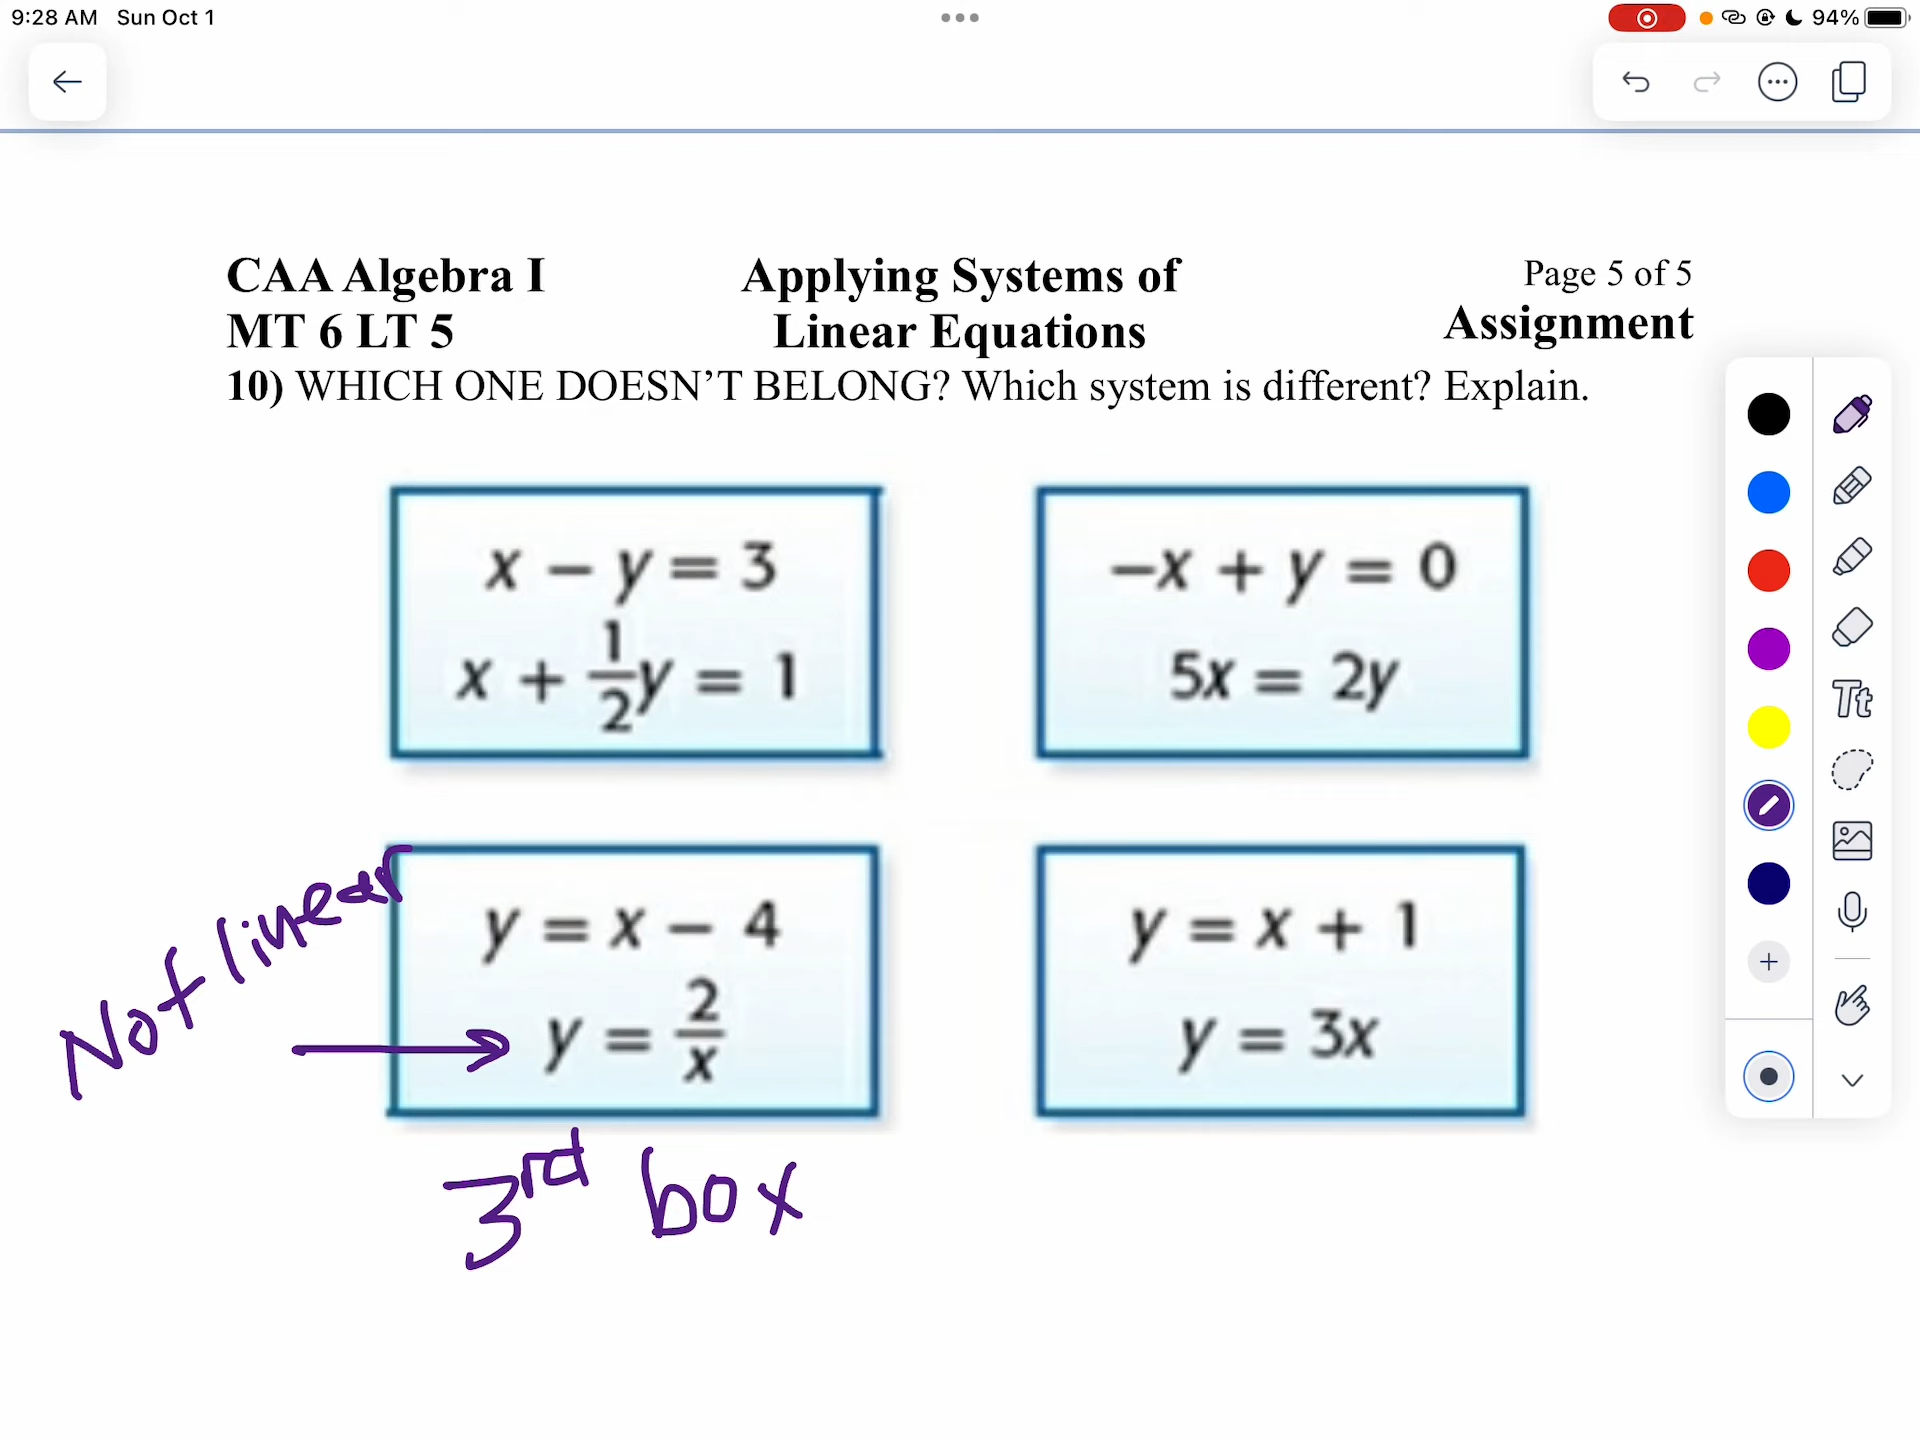 9:28 AM Sun Oct 1
94%
CAA Algebra I
MT 6 LT 5
Applying Systems of
Linear Equations
Page 5 of 5
Assignment
10) WHICH ONE DOESN’T BELONG? Which system is different? Explain.
x − y = 3
x + 1/2 y = 1
−x + y = 0
5x = 2y
Not linear
y = x − 4
y = 2/x
y = x + 1
y = 3x
3rd box
Tt